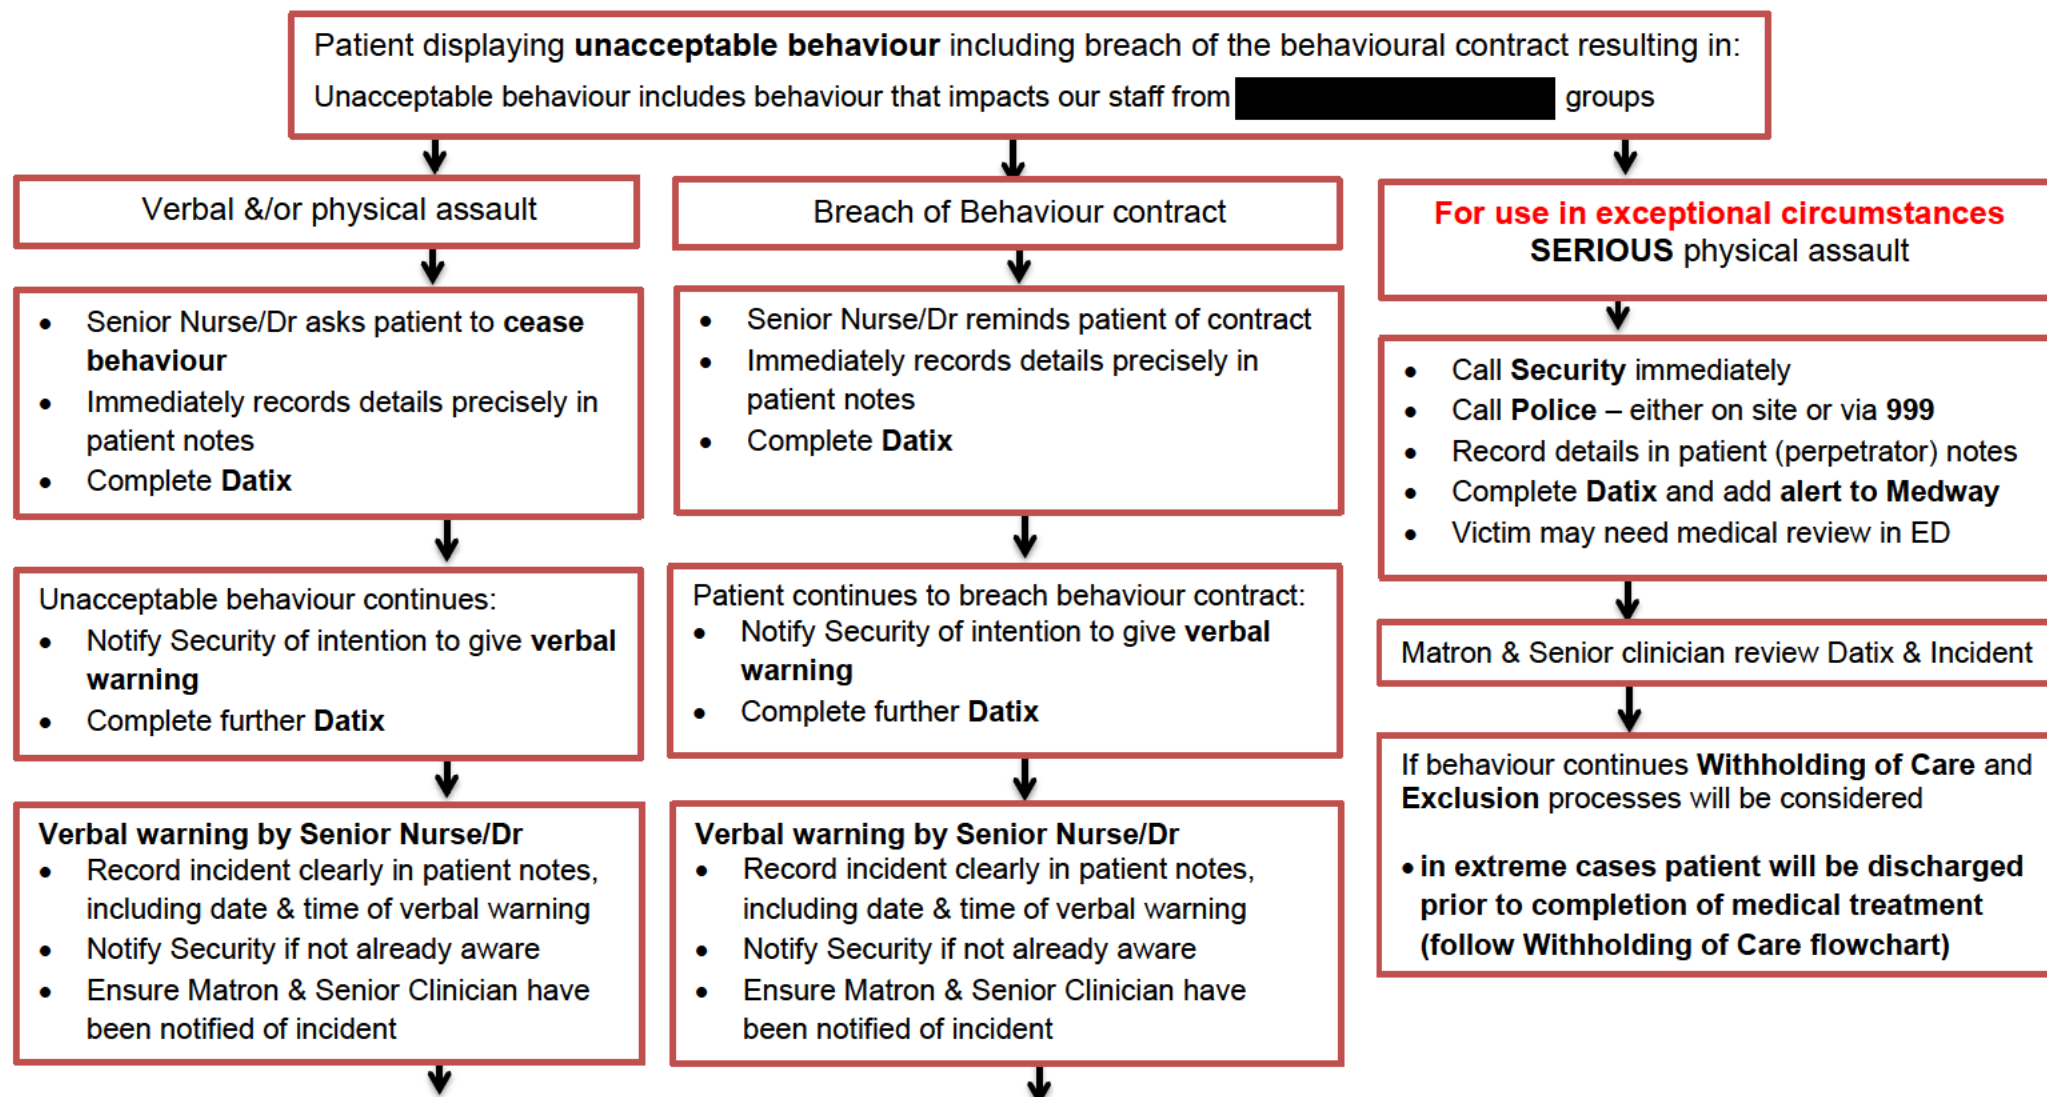 Patient displaying unacceptable behaviour including breach of the behavioural contract resulting in:
Unacceptable behaviour includes behaviour that impacts our staff from groups
Verbal &/or physical assault
• Senior Nurse/Dr asks patient to cease
behaviour
• Immediately records details precisely in
patient notes
• Complete Datix
Unacceptable behaviour continues:
• Notify Security of intention to give verbal
warning
• Complete further Datix
Verbal warning by Senior Nurse/Dr
• Record incident clearly in patient notes,
including date & time of verbal warning
• Notify Security if not already aware
• Ensure Matron & Senior Clinician have
been notified of incident
Breach of Behaviour contract
• Senior Nurse/Dr reminds patient of contract
• Immediately records details precisely in
patient notes
• Complete Datix
Patient continues to breach behaviour contract:
• Notify Security of intention to give verbal
warning
• Complete further Datix
Verbal warning by Senior Nurse/Dr
• Record incident clearly in patient notes,
including date & time of verbal warning
• Notify Security if not already aware
• Ensure Matron & Senior Clinician have
been notified of incident
For use in exceptional circumstances
SERIOUS physical assault
• Call Security immediately
• Call Police – either on site or via 999
• Record details in patient (perpetrator) notes
• Complete Datix and add alert to Medway
• Victim may need medical review in ED
Matron & Senior clinician review Datix & Incident
If behaviour continues Withholding of Care and
Exclusion processes will be considered
• in extreme cases patient will be discharged
prior to completion of medical treatment
(follow Withholding of Care flowchart)